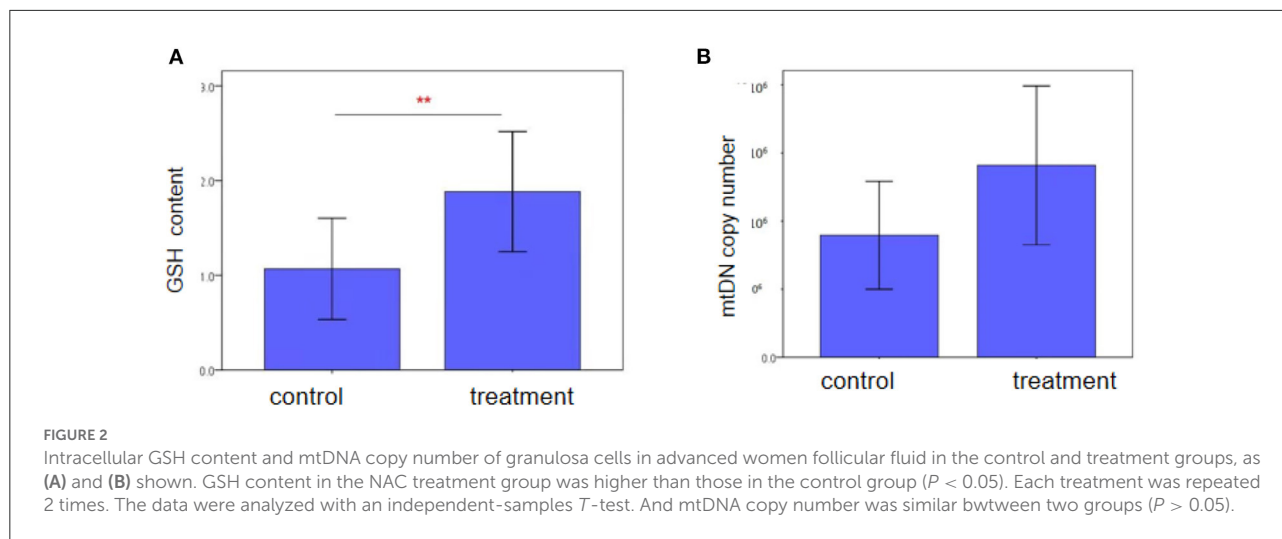 A
B
**
3.0
2.0
1.0
0.0
GSH content
control
treatment
10⁶
10⁶
10⁶
0⁶
0.0
mtDN copy number
control
treatment
FIGURE 2
Intracellular GSH content and mtDNA copy number of granulosa cells in advanced women follicular fluid in the control and treatment groups, as
(A) and (B) shown. GSH content in the NAC treatment group was higher than those in the control group (P < 0.05). Each treatment was repeated
2 times. The data were analyzed with an independent-samples T-test. And mtDNA copy number was similar bwtween two groups (P > 0.05).